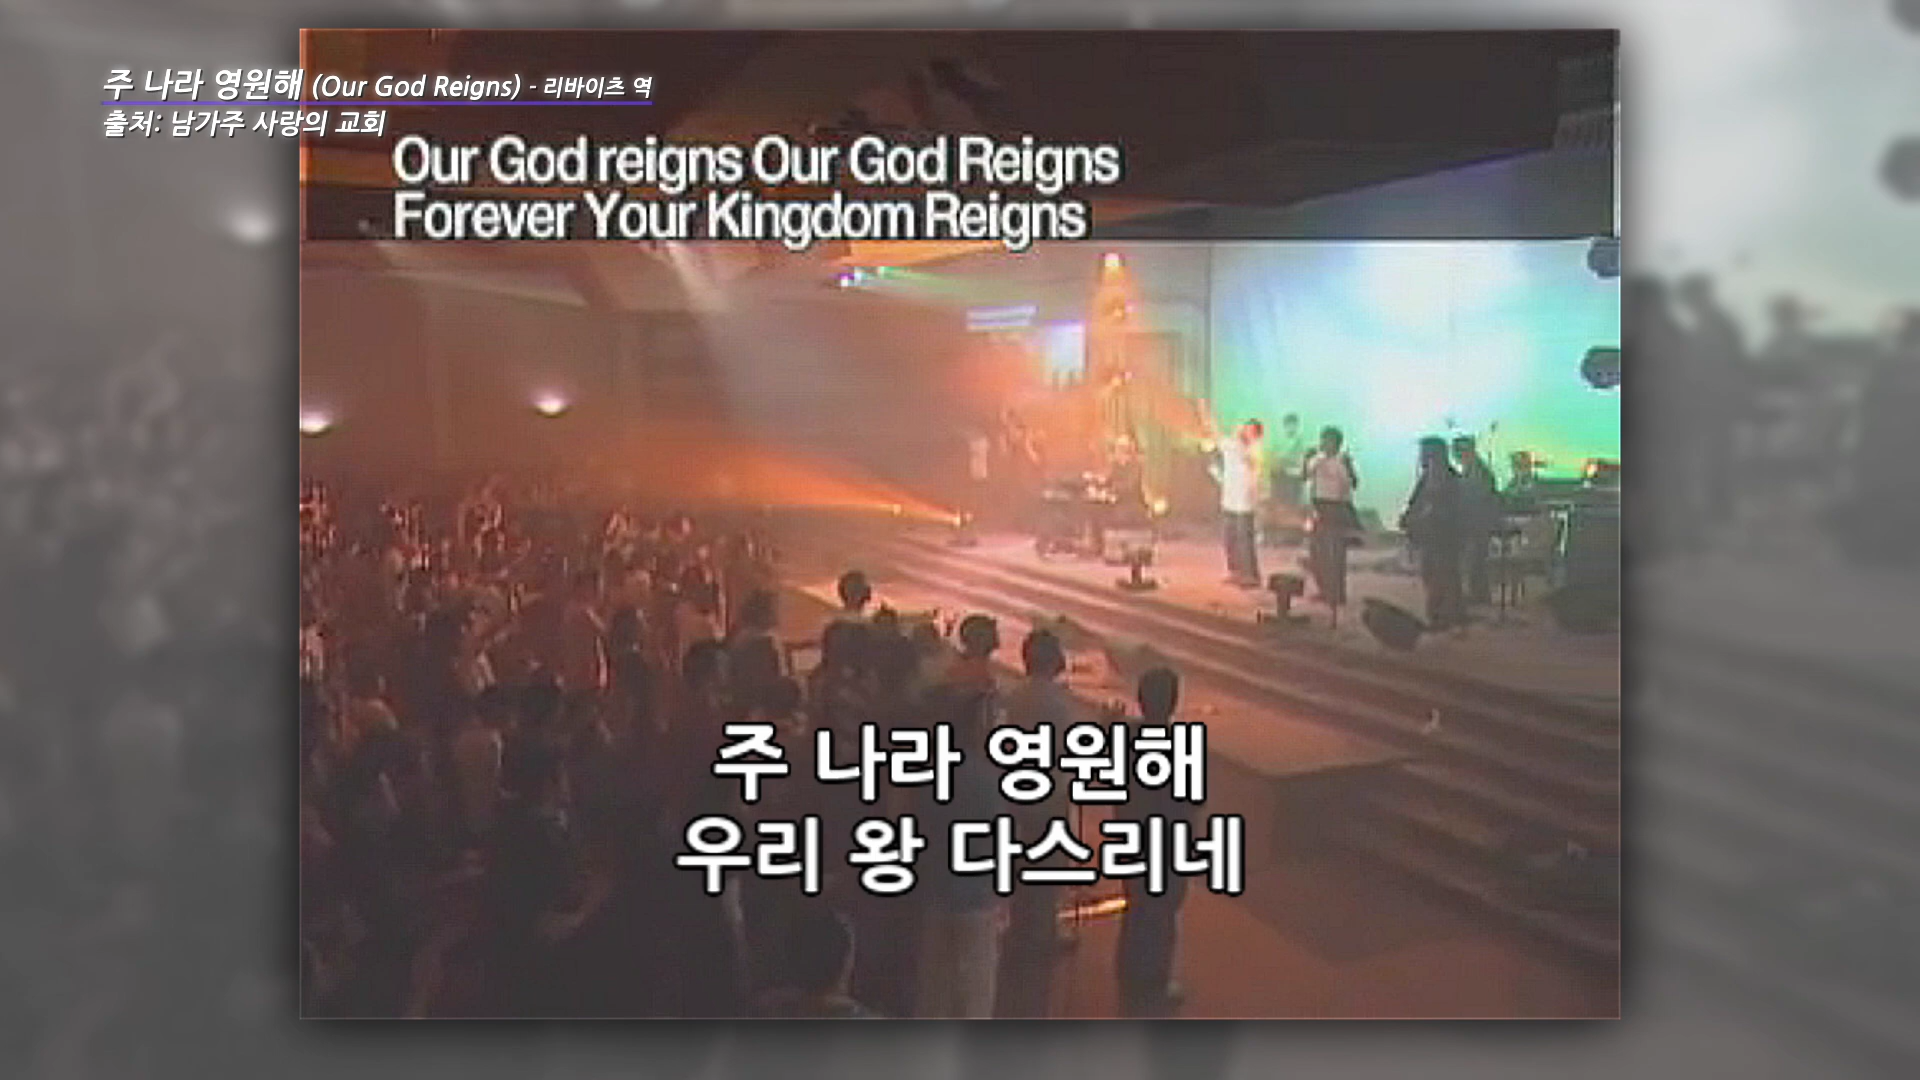 주 나라 영원해 (Our God Reigns) - 리바이츠 역
출처: 남가주 사랑의 교회
Our God reigns Our God Reigns
Forever Your Kingdom Reigns
주 나라 영원해
우리 왕 다스리네